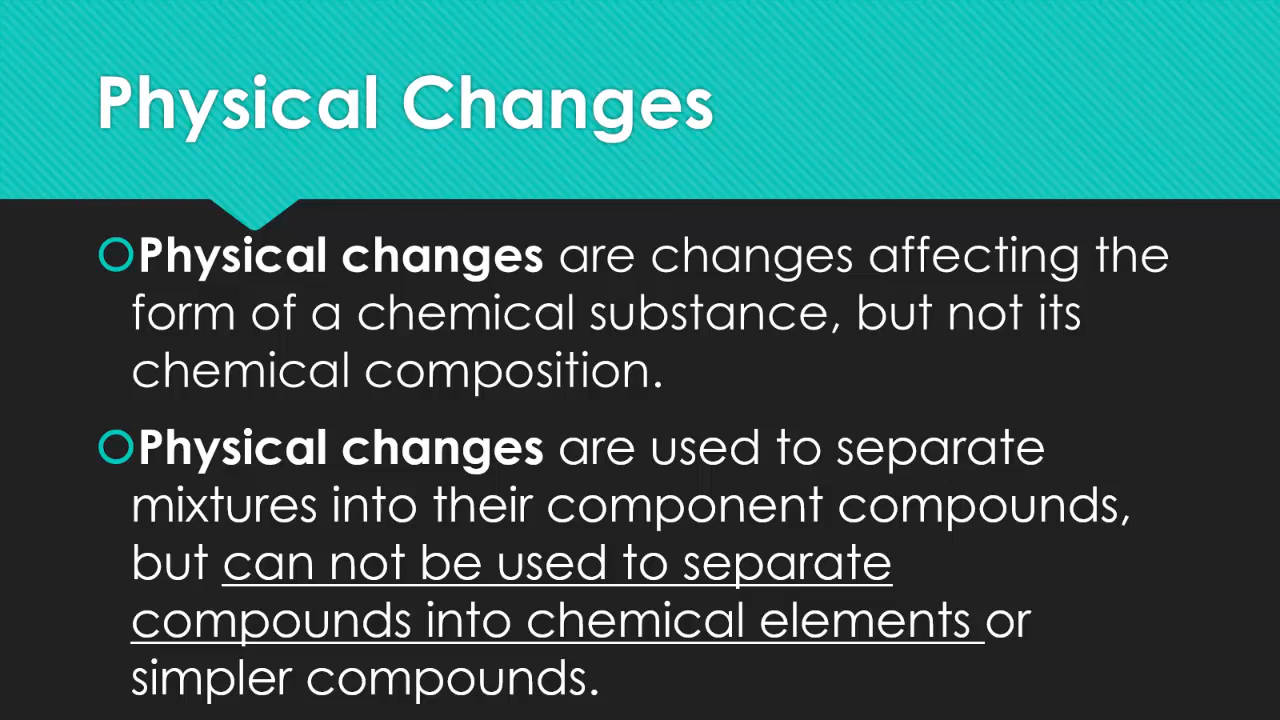 Physical Changes
Physical changes are changes affecting the
form of a chemical substance, but not its
chemical composition.
Physical changes are used to separate
mixtures into their component compounds,
but can not be used to separate
compounds into chemical elements or
simpler compounds.